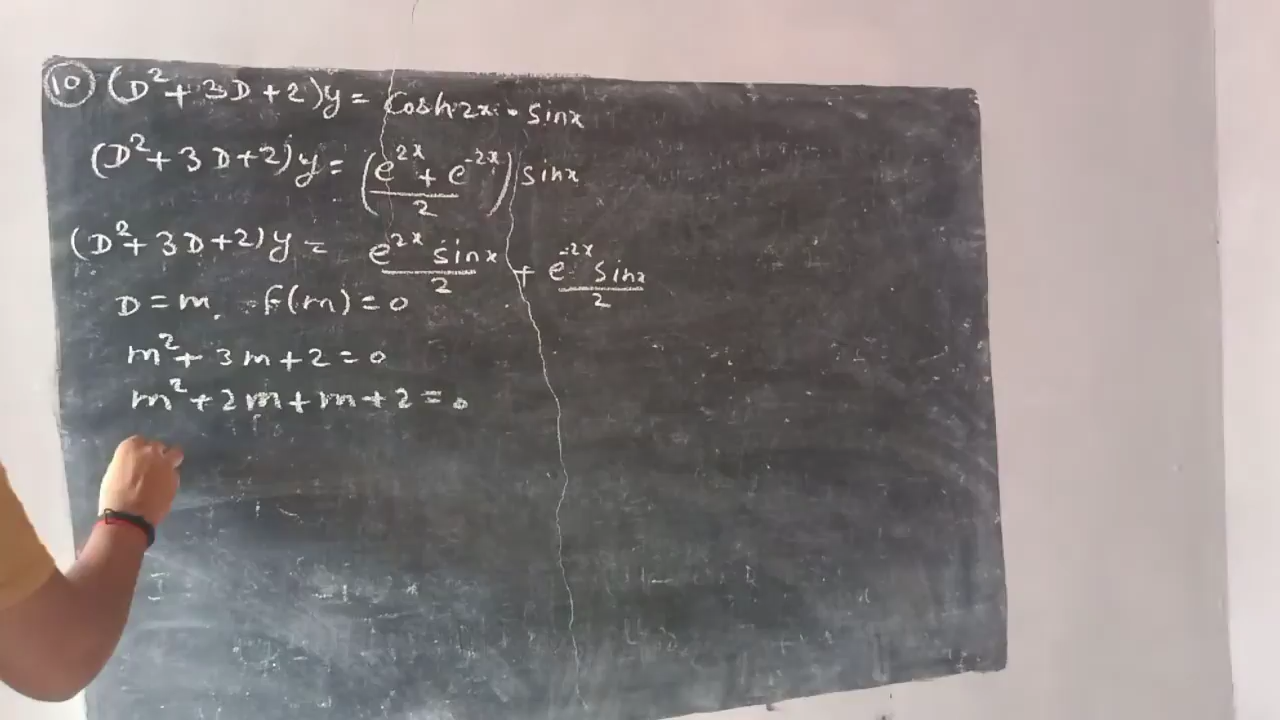 ⑩ (D²+3D+2)y = Cosh2x · sinx
(D²+3D+2)y = (e^{2x} + e^{-2x} / 2) sinx
(D²+3D+2)y = e^{2x} sinx / 2 + e^{-2x} sinx / 2
D = m, f(m) = 0
m²+3m+2=0
m²+2m+m+2=0